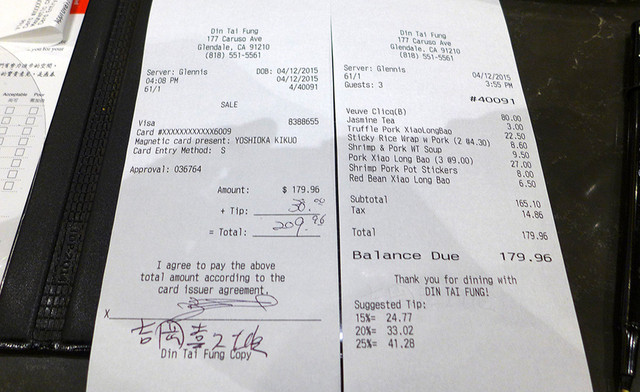 Din Tai Fung
177 Caruso Ave
Glendale, CA 91210
(818) 551-5561
Server: Glennis DOB: 04/12/2015
04:08 PM 04/12/2015
61/1 4/40091
SALE
Visa 8388655
Card #XXXXXXXXXXXX6009
Magnetic card present: YOSHIOKA KIKUO
Card Entry Method: S
Approval: 036764
Amount: $ 179.96
+ Tip: 30.00
= Total: 209.96
I agree to pay the above
total amount according to the
card issuer agreement.
X
Din Tai Fung Copy
Din Tai Fung
177 Caruso Ave
Glendale, CA 91210
(818) 551-5561
Server: Glennis 04/12/2015
61/1 3:55 PM
Guests: 3
#40091
Veuve Clicq(B) 80.00
Jasmine Tea 3.00
Truffle Pork XiaoLongBao 22.50
Sticky Rice Wrap w Pork (2 @4.30) 8.60
Shrimp & Pork WT Soup 9.50
Pork Xiao Long Bao (3 @9.00) 27.00
Shrimp Pork Pot Stickers 8.00
Red Bean Xiao Long Bao 6.50
Subtotal 165.10
Tax 14.86
Total 179.96
Balance Due 179.96
Thank you for dining with
DIN TAI FUNG!
Suggested Tip:
15%= 24.77
20%= 33.02
25%= 41.28